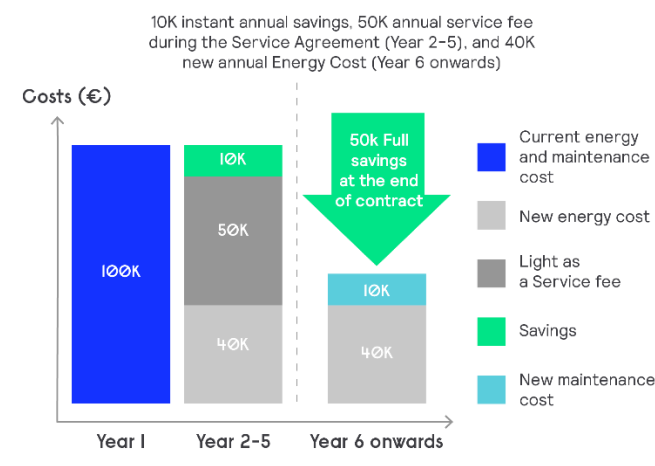 10K instant annual savings, 50K annual service fee
during the Service Agreement (Year 2-5), and 40K
new annual Energy Cost (Year 6 onwards)
Costs (€)
100K
10K
50K
40K
50k Full
savings
at the end
of contract
10K
40K
Year 1
Year 2-5
Year 6 onwards
Current energy
and maintenance
cost
New energy cost
Light as
a Service fee
Savings
New maintenance
cost